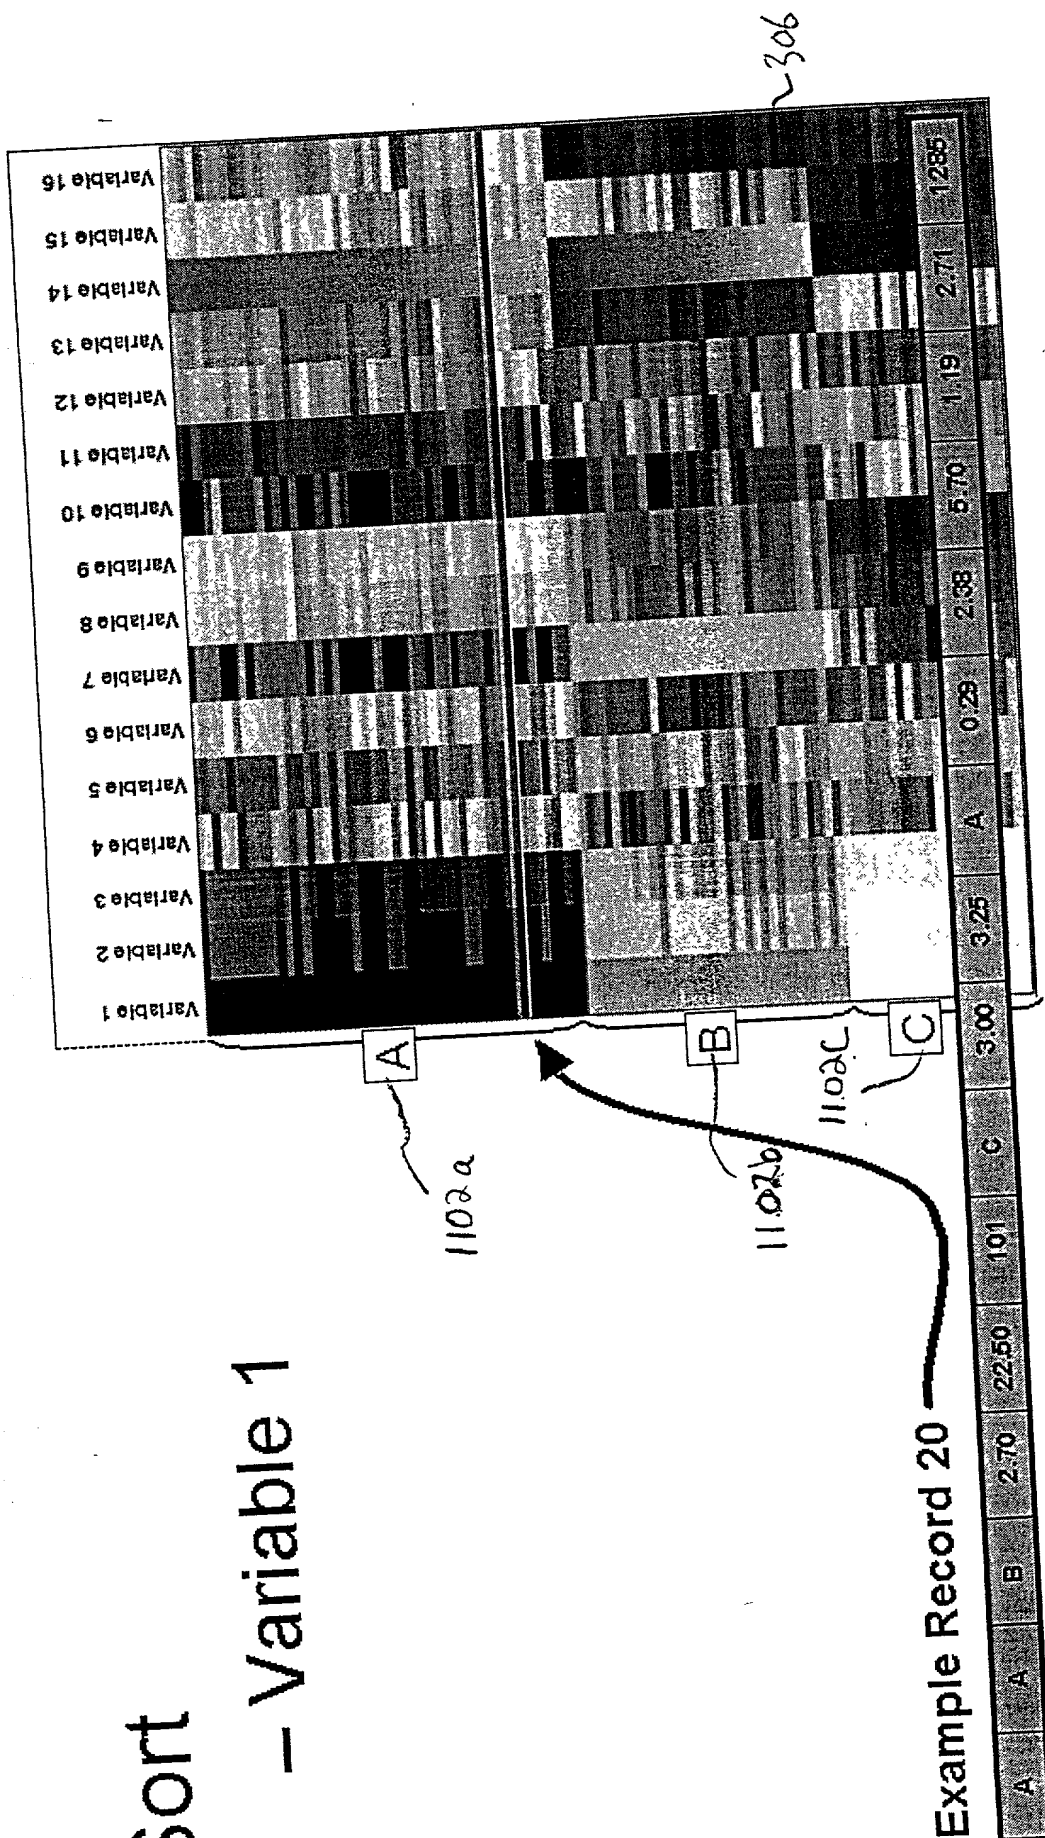 Sort
– Variable 1
Variable 1
Variable 2
Variable 3
Variable 4
Variable 5
Variable 6
Variable 7
Variable 8
Variable 9
Variable 10
Variable 11
Variable 12
Variable 13
Variable 14
Variable 15
Variable 16
A
1102a
B
1102b
C
1102C
306
Example Record 20
A A B 2.70 22.50 101 C 3.00 3.25 A 0.29 2.38 5.70 1.19 2.71 1285